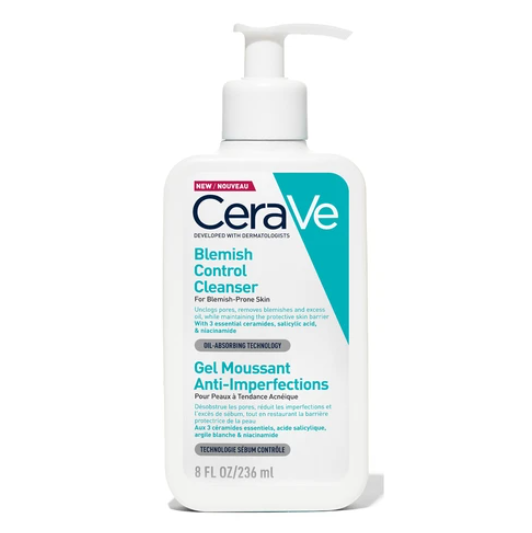 NEW / NOUVEAU
CeraVe
DEVELOPED WITH DERMATOLOGISTS
Blemish
Control
Cleanser
For Blemish-Prone Skin
Unclogs pores, removes blemishes and excess
oil, while maintaining the protective skin barrier
With 3 essential ceramides, salicylic acid,
& niacinamide
OIL-ABSORBING TECHNOLOGY
Gel Moussant
Anti-Imperfections
Pour Peaux à Tendance Acnéique
Désobstrue les pores, réduit les imperfections et
l'excès de sébum, tout en restaurant la barrière
protectrice de la peau
Aux 3 céramides essentiels, acide salicylique,
argile blanche & niacinamide
TECHNOLOGIE SÉBUM CONTRÔLE
8 FL OZ/236 ml